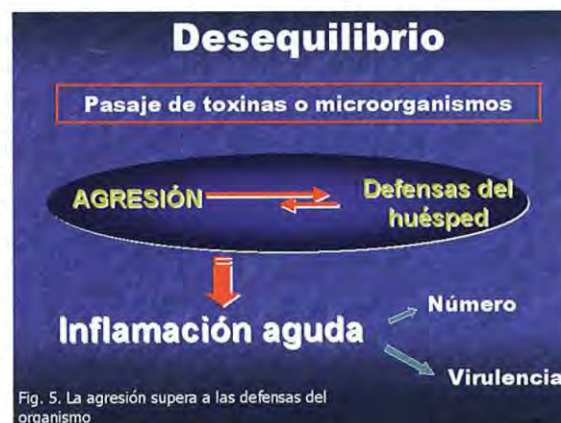 Desequilibrio
Pasaje de toxinas o microorganismos
AGRESIÓN
Defensas del
huésped
Inflamación aguda
Número
Virulencia
Fig. 5. La agresión supera a las defensas del
organismo